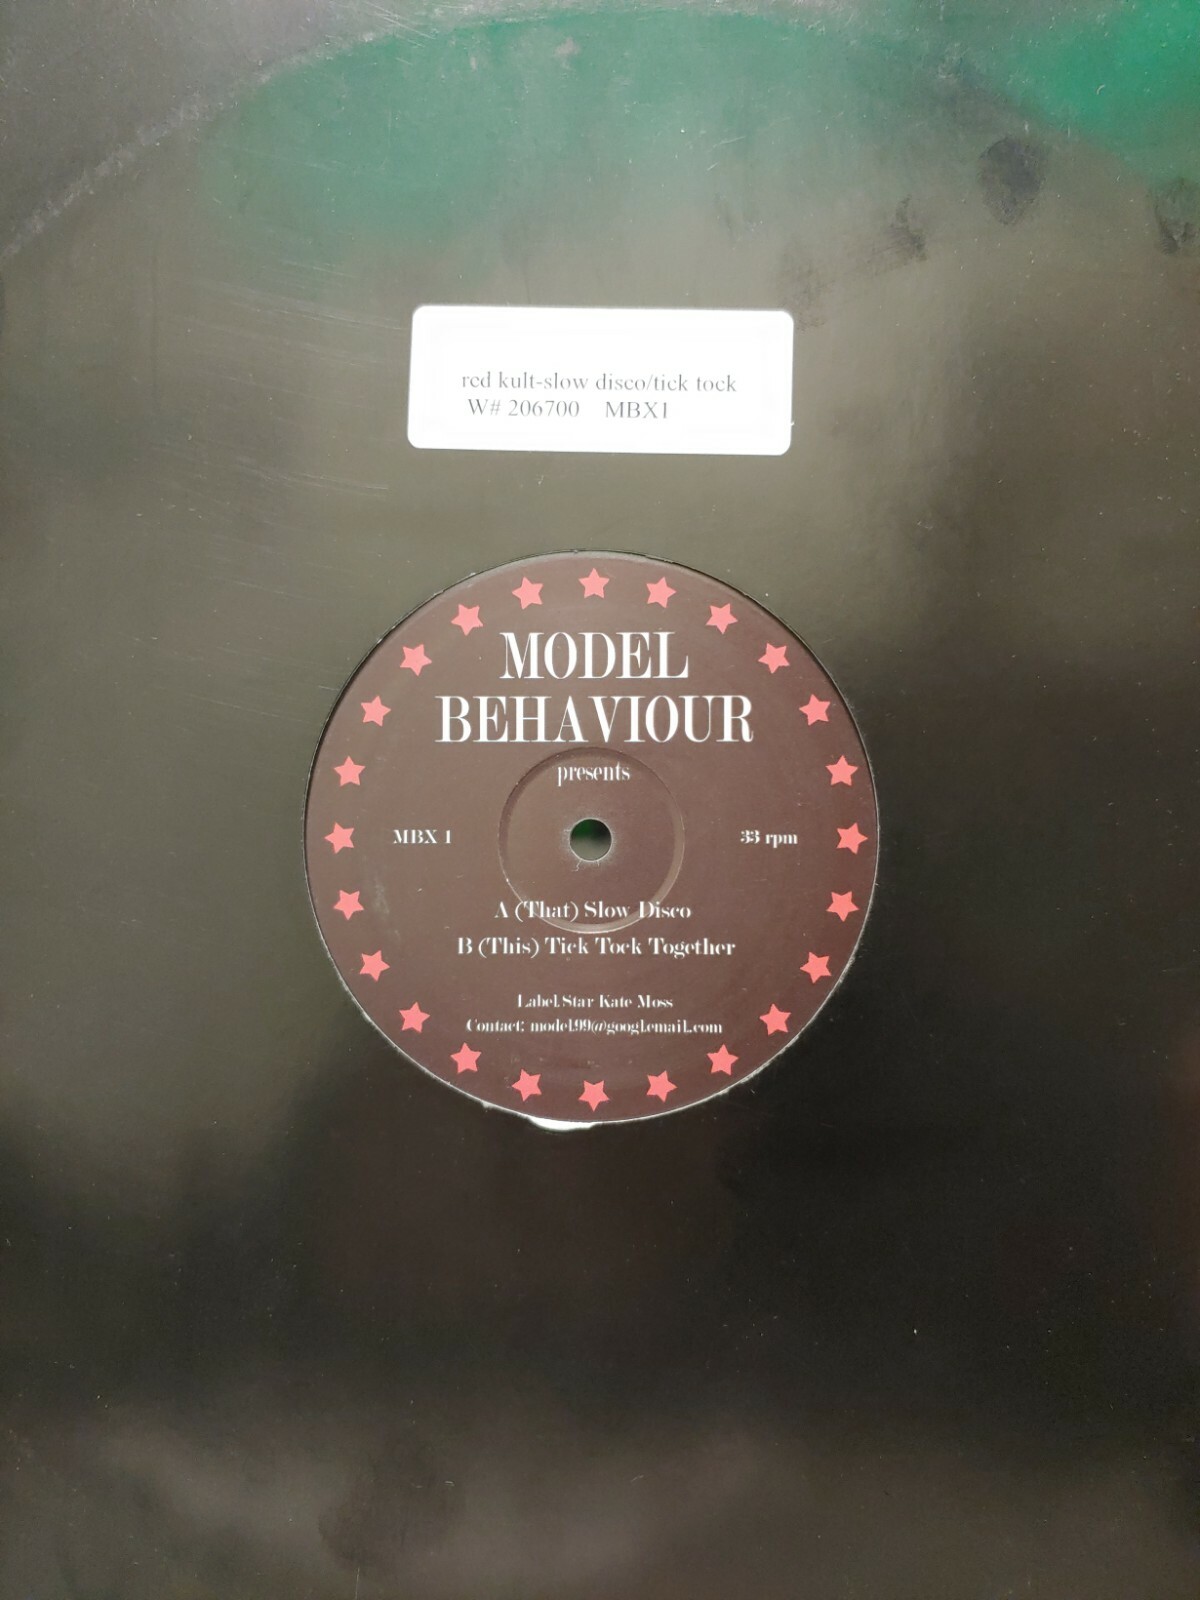 red kult-slow disco/tick tock
W# 206700 MBX1
MODEL
BEHAVIOUR
presents
MBX 1 33 rpm
A (That) Slow Disco
B (This) Tick Tock Together
Label Star Kate Moss
Contact: model99@googlemail.com